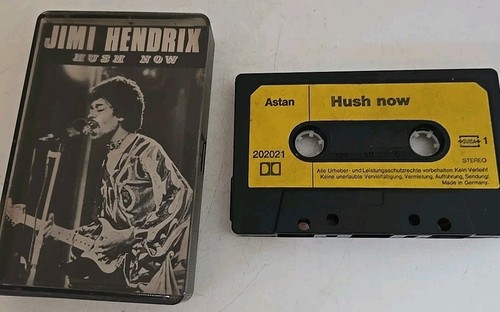 JIMI HENDRIX
HUSH NOW
Astan
Hush now
202021
SUISA
1
STEREO
Alle Urheber- und Leistungsschutzrechte vorbehalten. Kein Verleih!
Keine unerlaubte Vervielfältigung, Vermietung, Aufführung, Sendung!
Made in Germany.